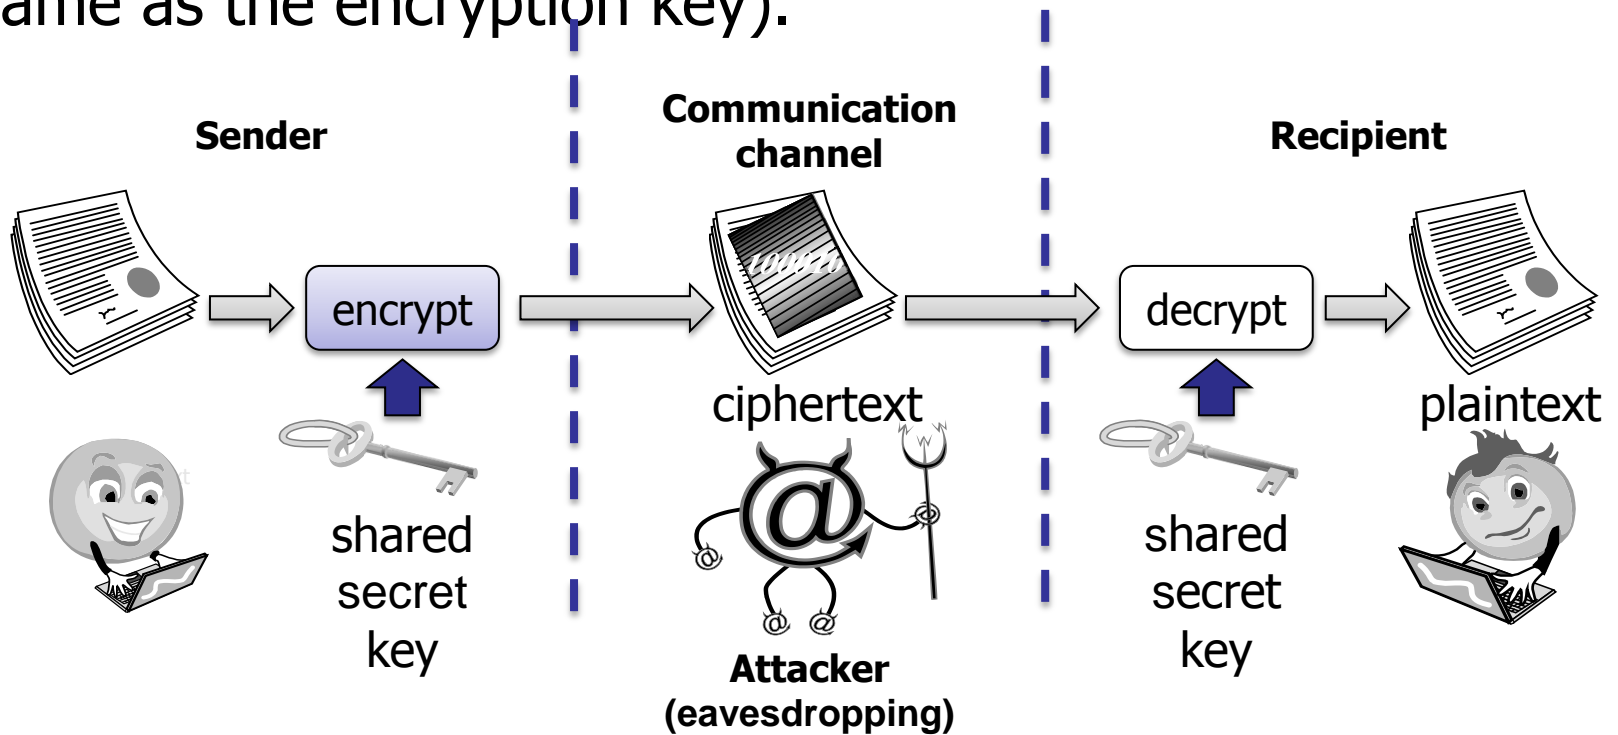 ame as the encryption key).
Communication
channel
Sender
Recipient
100010
encrypt
decrypt
ciphertext
plaintext
shared
secret
key
shared
secret
key
@
@
@
@
@
Attacker
(eavesdropping)